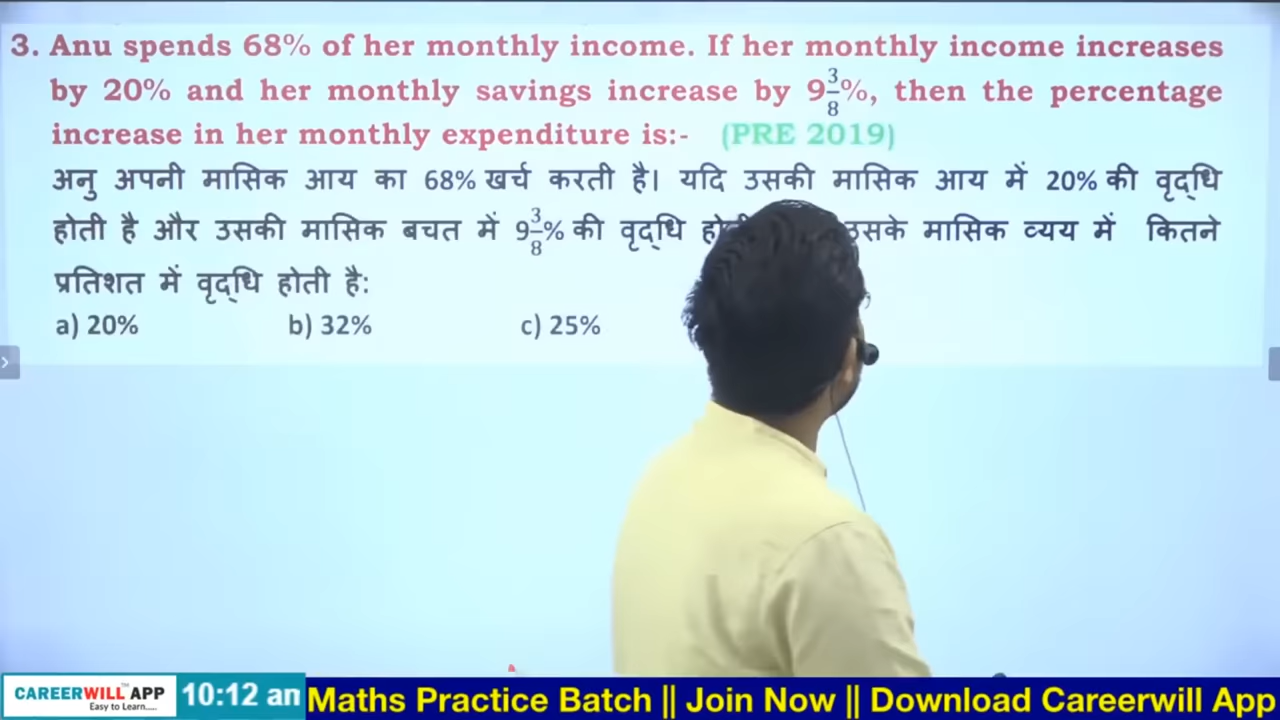 3. Anu spends 68% of her monthly income. If her monthly income increases
by 20% and her monthly savings increase by 9 3/8%, then the percentage
increase in her monthly expenditure is:- (PRE 2019)
अनु अपनी मासिक आय का 68% खर्च करती है। यदि उसकी मासिक आय में 20% की वृद्धि
होती है और उसकी मासिक बचत में 9 3/8% की वृद्धि उसके मासिक व्यय में कितने
प्रतिशत में वृद्धि होती है:
a) 20% b) 32% c) 25%
CAREERWILL APP
Easy to Learn.....
10:12 am
Maths Practice Batch || Join Now || Download Careerwill App